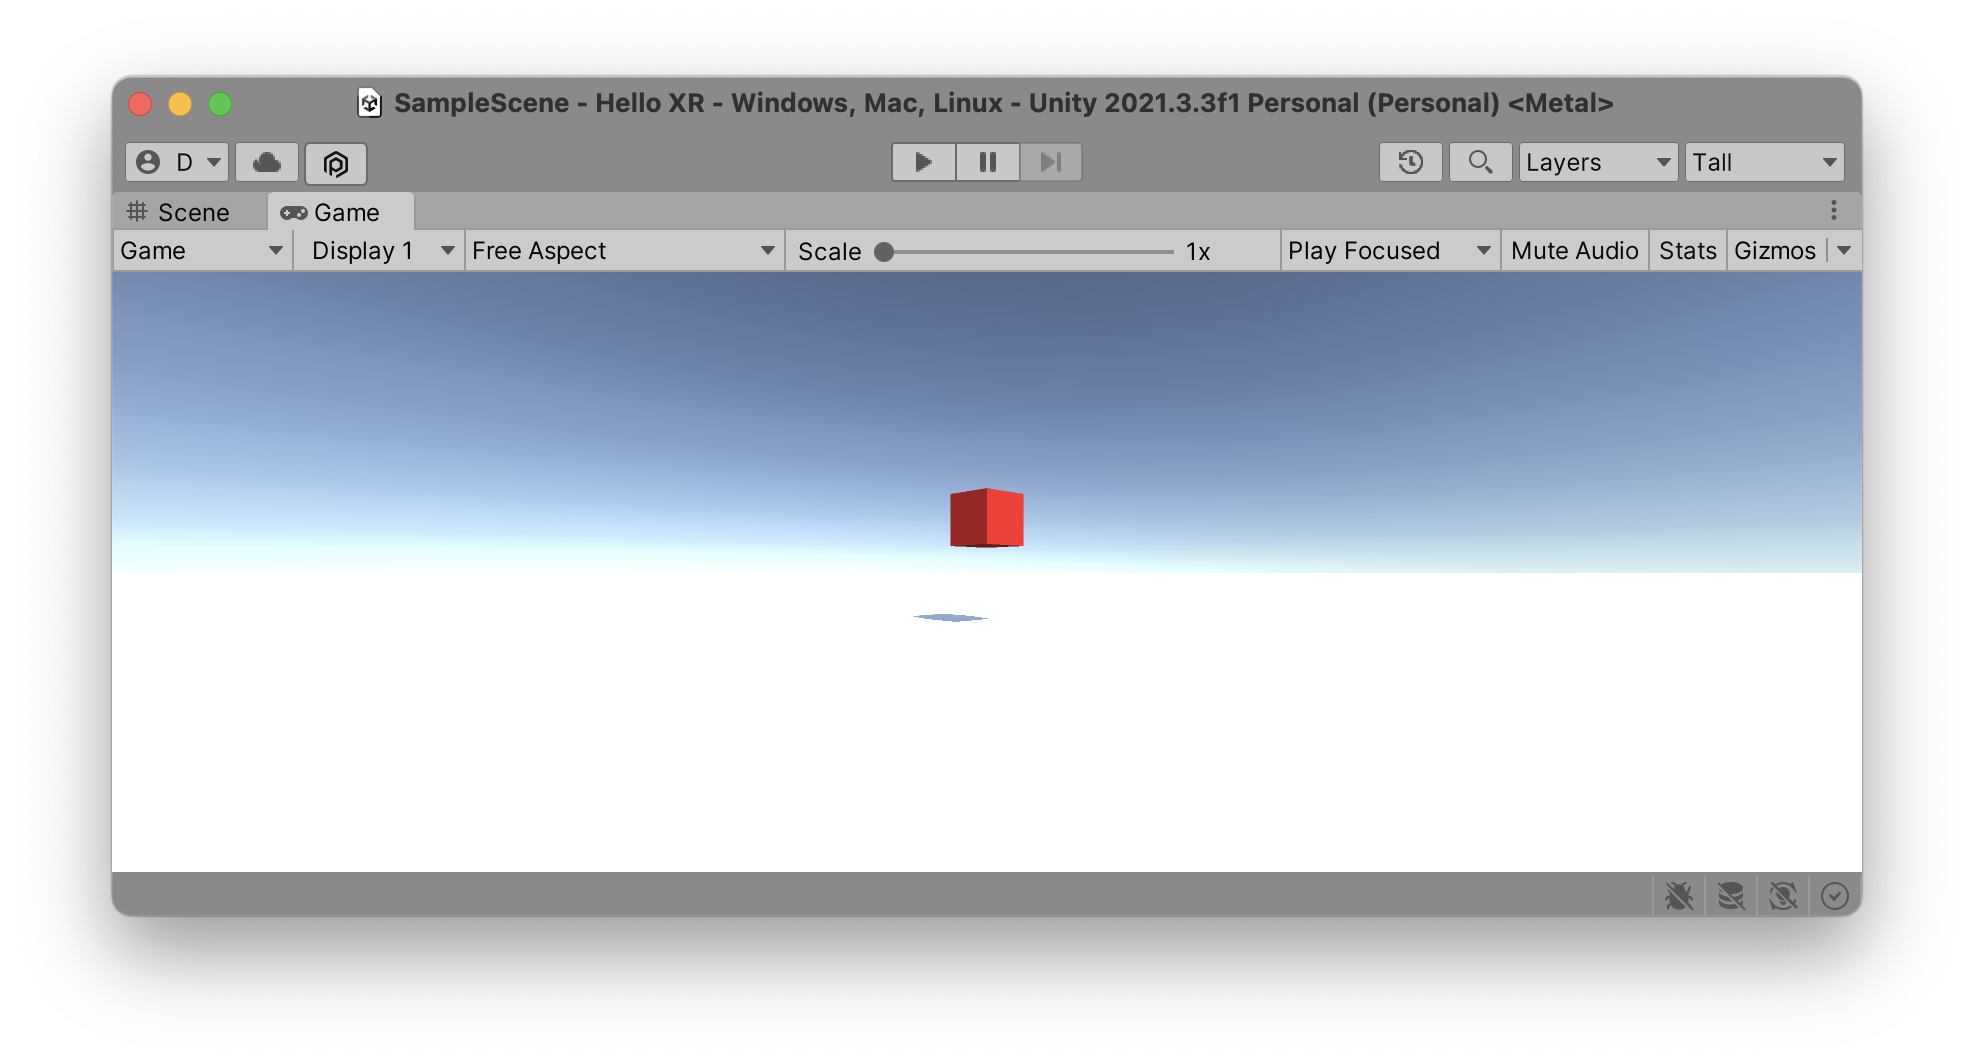 SampleScene - Hello XR - Windows, Mac, Linux - Unity 2021.3.3f1 Personal (Personal) <Metal>
D Layers Tall
Scene Game
Game Display 1 Free Aspect Scale 1x Play Focused Mute Audio Stats Gizmos